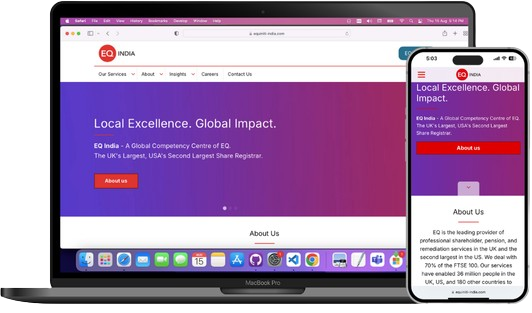 Safari File Edit View History Bookmarks Develop Window Help
Thu 15 Aug 5:14 PM
equiniti-india.com
EQ INDIA
EQ
Our Services About Insights Careers Contact Us
Local Excellence. Global Impact.
EQ India - A Global Competency Centre of EQ.
The UK's Largest, USA's Second Largest Share Registrar.
About us
About Us
15
MacBook Pro
5:03
EQ INDIA
Local Excellence. Global
Impact.
EQ India - A Global Competency Centre of EQ.
The UK's Largest, USA's Second Largest Share
Registrar.
About us
About Us
EQ is the leading provider of
professional shareholder, pension, and
remediation services in the UK and the
second largest in the US. We deal with
70% of the FTSE 100. Our services
have enabled 36 million people in the
UK, US, and 180 other countries to
equiniti-india.com